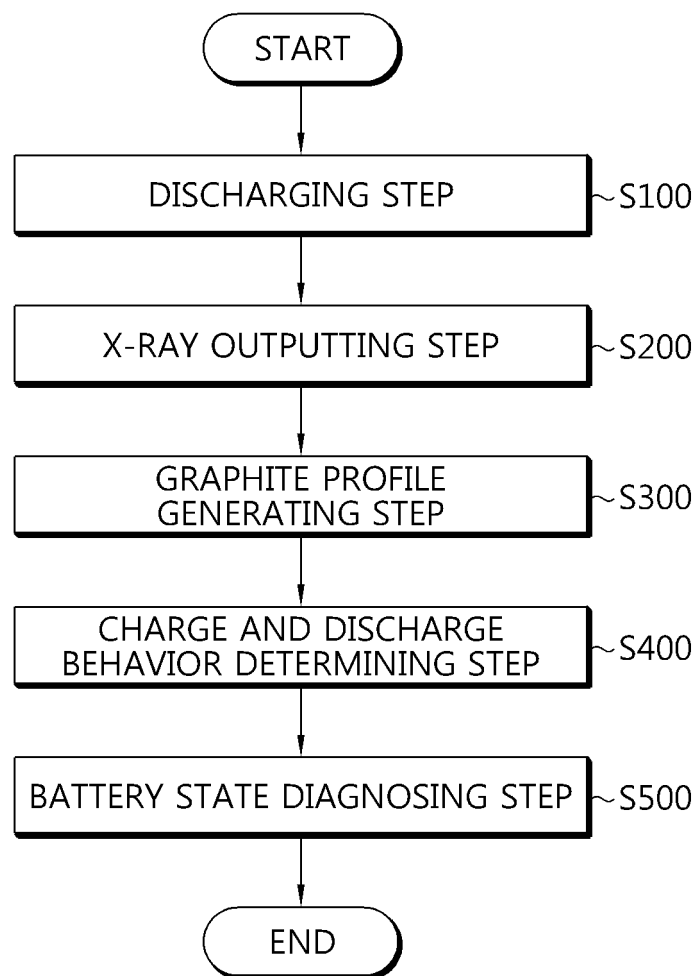 START
DISCHARGING STEP
S100
X-RAY OUTPUTTING STEP
S200
GRAPHITE PROFILE
GENERATING STEP
S300
CHARGE AND DISCHARGE
BEHAVIOR DETERMINING STEP
S400
BATTERY STATE DIAGNOSING STEP
S500
END